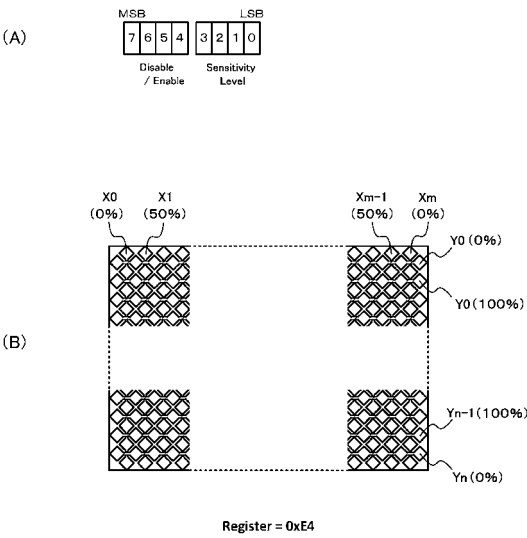 (A)
MSB LSB
7 6 5 4 3 2 1 0
Disable Sensitivity
/ Enable Level
X0 X1 Xm-1 Xm
(0%) (50%) (50%) (0%)
Y0(0%)
Y0(100%)
(B)
Yn-1(100%)
Yn(0%)
Register = 0xE4